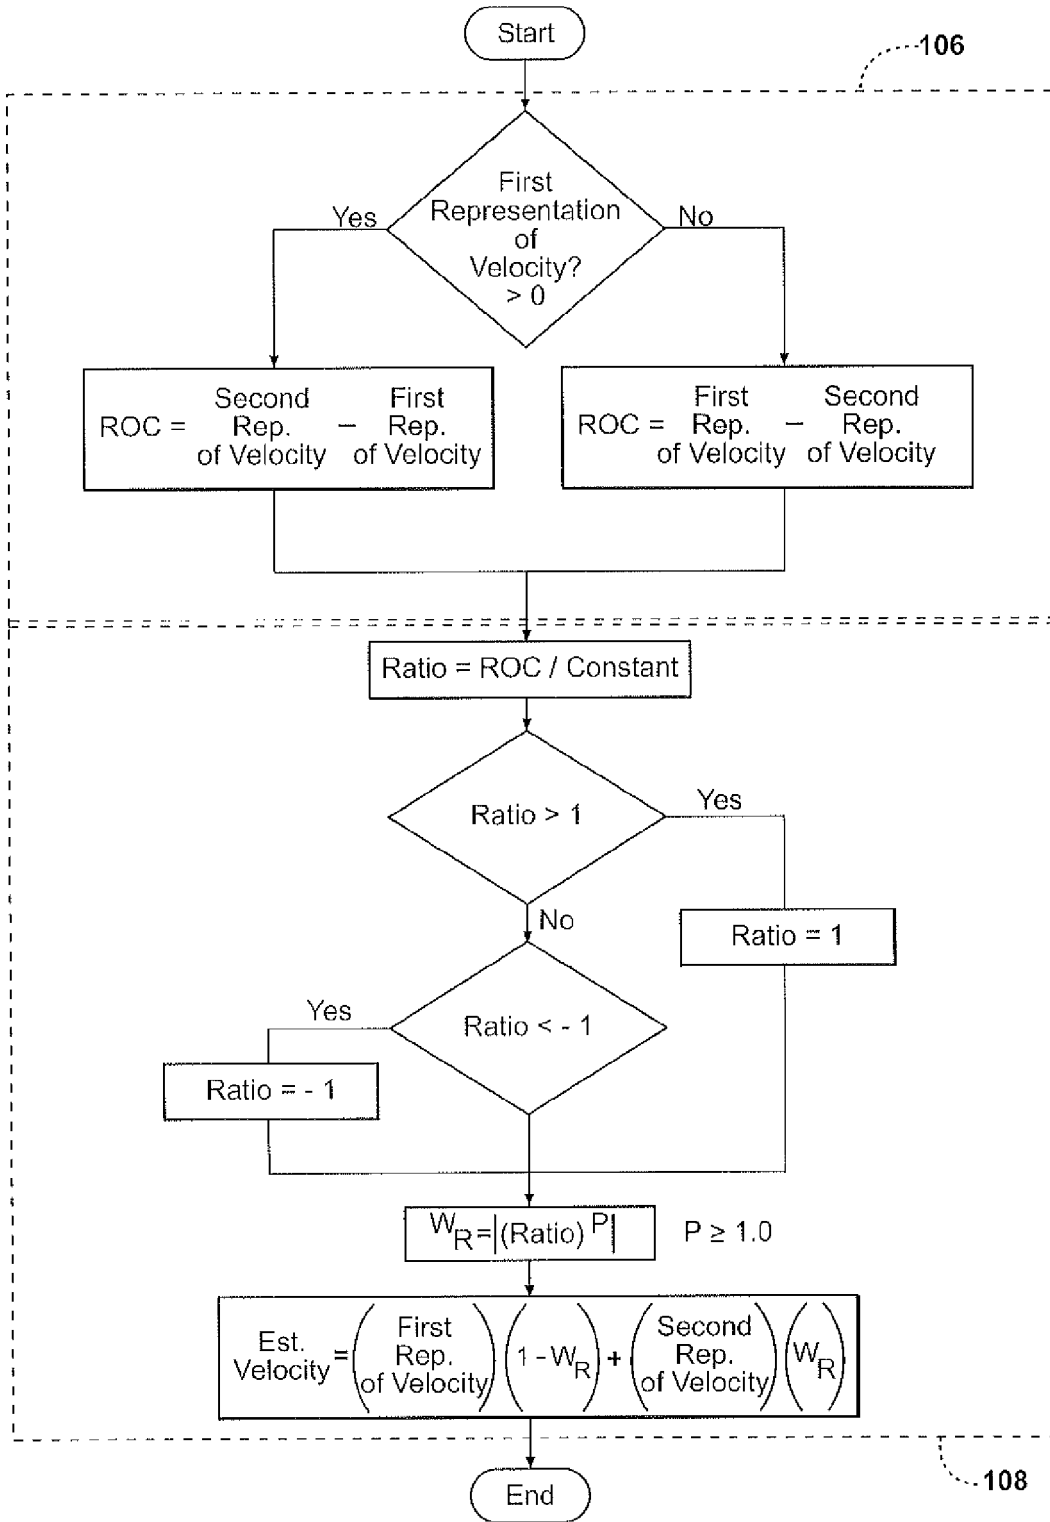 Start
106
First
Representation
of
Velocity?
> 0
Yes
No
ROC = Second Rep. of Velocity – First Rep. of Velocity
ROC = First Rep. of Velocity – Second Rep. of Velocity
Ratio = ROC / Constant
Ratio > 1
Yes
No
Ratio = 1
Ratio < - 1
Yes
Ratio = - 1
W_R = |(Ratio)^P|
P ≥ 1.0
Est. Velocity = (First Rep. of Velocity) (1 - W_R) + (Second Rep. of Velocity) (W_R)
End
108